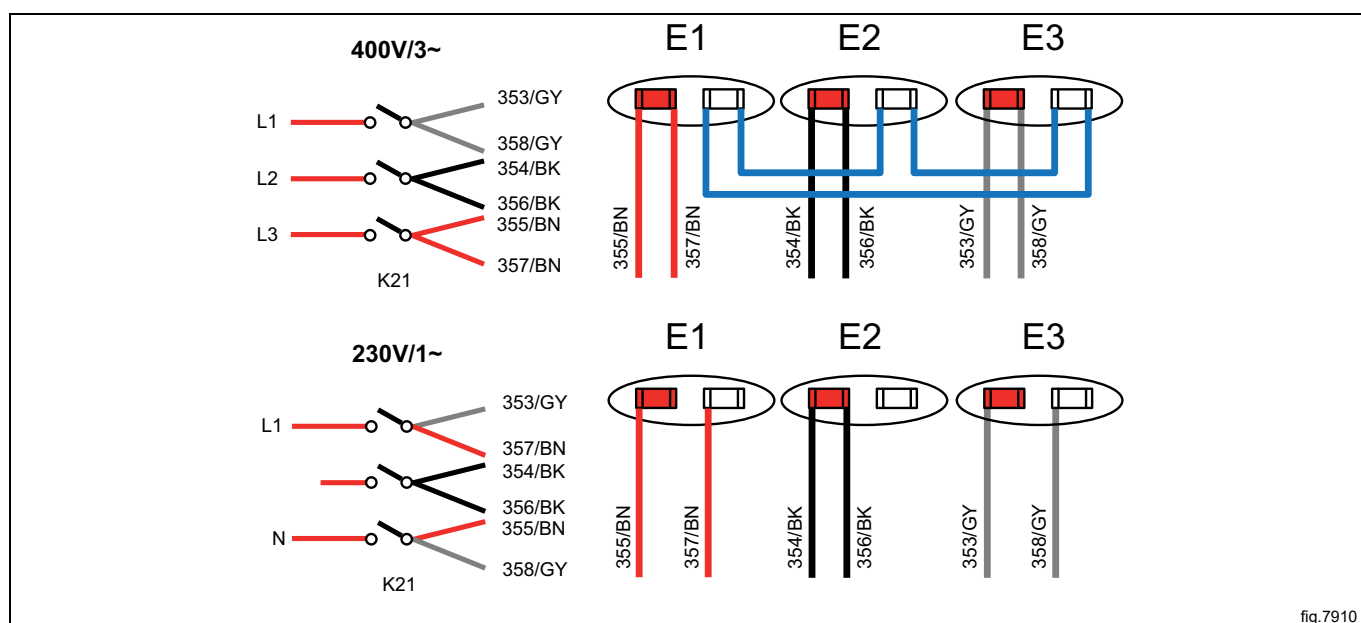 400V/3~
E1 E2 E3
353/GY
L1
358/GY
354/BK
L2
356/BK
355/BN
L3
357/BN
K21
355/BN
357/BN
354/BK
356/BK
353/GY
358/GY
230V/1~
E1 E2 E3
353/GY
L1
357/BN
354/BK
356/BK
355/BN
N
358/GY
K21
355/BN
357/BN
354/BK
356/BK
353/GY
358/GY
fig.7910